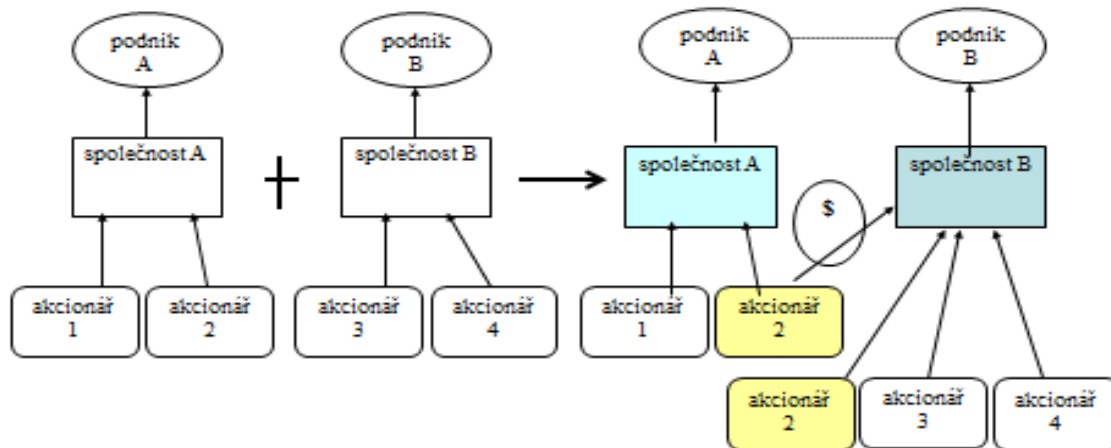 podnik
A
podnik
B
podnik
A
podnik
B
společnost A
společnost B
společnost A
společnost B
$
akcionář
1
akcionář
2
akcionář
3
akcionář
4
akcionář
1
akcionář
2
akcionář
2
akcionář
3
akcionář
4